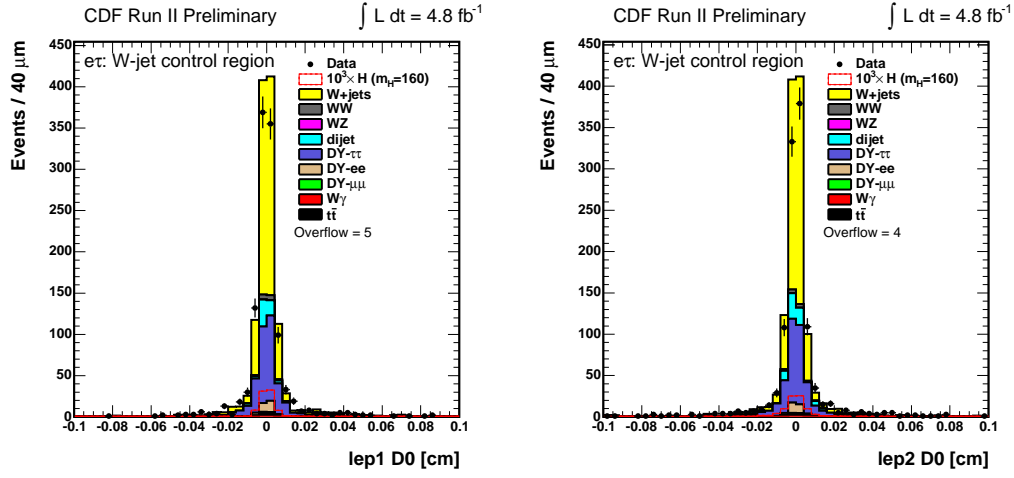 CDF Run II Preliminary ∫ L dt = 4.8 fb⁻¹
Events / 40 μm
450
400
350
300
250
200
150
100
50
0
eτ: W-jet control region
Data
10³× H (m_H=160)
W+jets
WW
WZ
dijet
DY-ττ
DY-ee
DY-μμ
Wγ
tt̄
Overflow = 5
-0.1 -0.08 -0.06 -0.04 -0.02 0 0.02 0.04 0.06 0.08 0.1
lep1 D0 [cm]
CDF Run II Preliminary ∫ L dt = 4.8 fb⁻¹
Events / 40 μm
450
400
350
300
250
200
150
100
50
0
eτ: W-jet control region
Data
10³× H (m_H=160)
W+jets
WW
WZ
dijet
DY-ττ
DY-ee
DY-μμ
Wγ
tt̄
Overflow = 4
-0.1 -0.08 -0.06 -0.04 -0.02 0 0.02 0.04 0.06 0.08 0.1
lep2 D0 [cm]